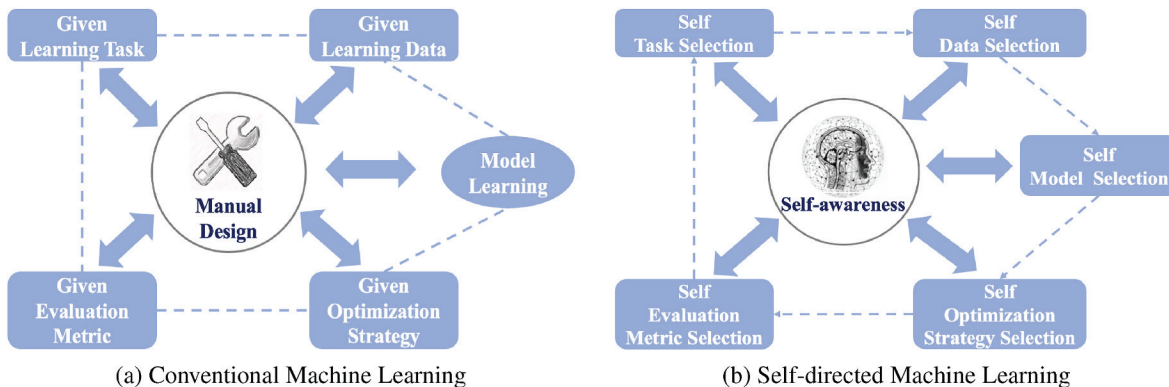 Given
Learning Task
Given
Learning Data
Manual
Design
Model
Learning
Given
Evaluation
Metric
Given
Optimization
Strategy
(a) Conventional Machine Learning
Self
Task Selection
Self
Data Selection
Self-awareness
Self
Model Selection
Self
Evaluation
Metric Selection
Self
Optimization
Strategy Selection
(b) Self-directed Machine Learning